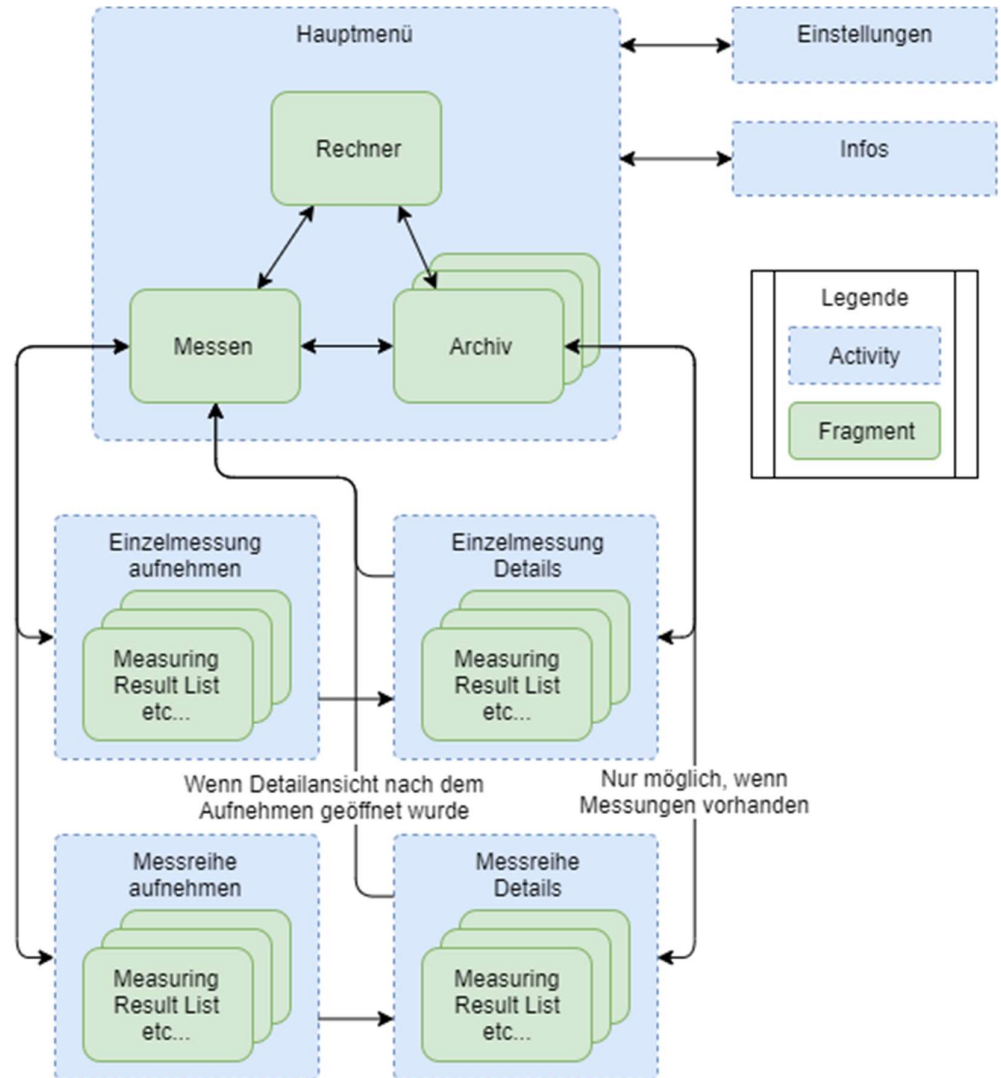 Hauptmenü
Einstellungen
Rechner
Infos
Messen
Archiv
Legende
Activity
Fragment
Einzelmessung
aufnehmen
Measuring
Result List
etc...
Einzelmessung
Details
Measuring
Result List
etc...
Wenn Detailansicht nach dem
Aufnehmen geöffnet wurde
Nur möglich, wenn
Messungen vorhanden
Messreihe
aufnehmen
Measuring
Result List
etc...
Messreihe
Details
Measuring
Result List
etc...